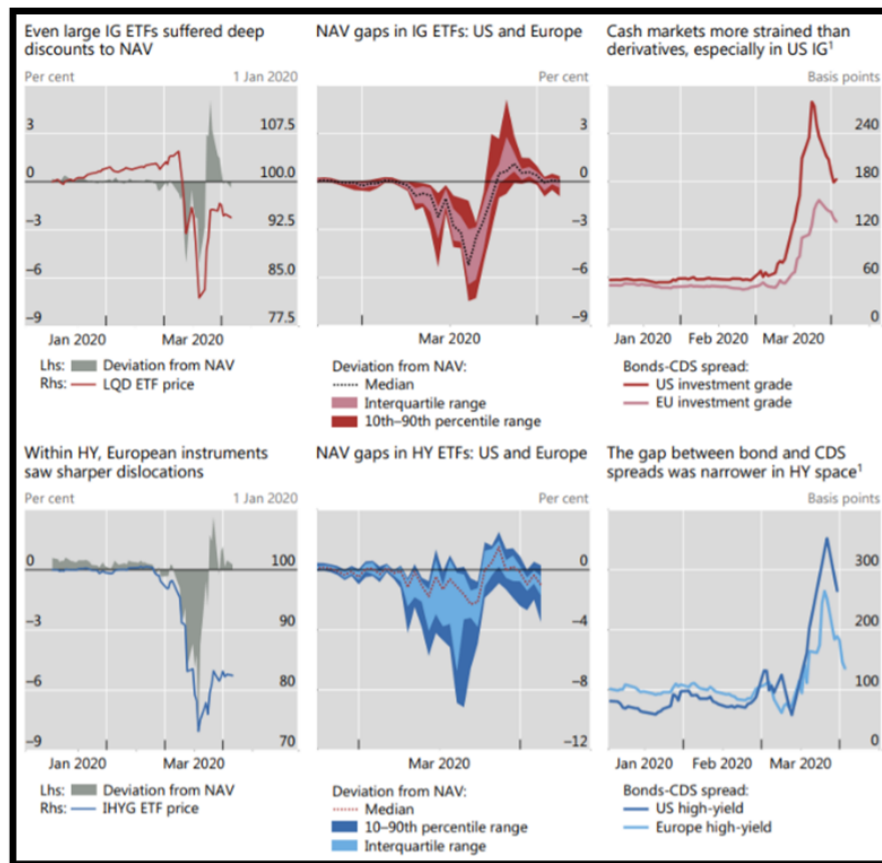 Even large IG ETFs suffered deep
discounts to NAV
Per cent
1 Jan 2020
3
0
–3
–6
–9
107.5
100.0
92.5
85.0
77.5
Jan 2020
Mar 2020
Lhs: Deviation from NAV
Rhs: LQD ETF price
NAV gaps in IG ETFs: US and Europe
Per cent
3
0
–3
–6
–9
Mar 2020
Deviation from NAV:
Median
Interquartile range
10th–90th percentile range
Cash markets more strained than
derivatives, especially in US IG¹
Basis points
240
180
120
60
0
Jan 2020
Feb 2020
Mar 2020
Bonds-CDS spread:
US investment grade
EU investment grade
Within HY, European instruments
saw sharper dislocations
Per cent
1 Jan 2020
0
–3
–6
–9
100
90
80
70
Jan 2020
Mar 2020
Lhs: Deviation from NAV
Rhs: IHYG ETF price
NAV gaps in HY ETFs: US and Europe
Per cent
0
–4
–8
–12
Mar 2020
Deviation from NAV:
Median
10–90th percentile range
Interquartile range
The gap between bond and CDS
spreads was narrower in HY space¹
Basis points
300
200
100
0
Jan 2020
Feb 2020
Mar 2020
Bonds-CDS spread:
US high-yield
Europe high-yield